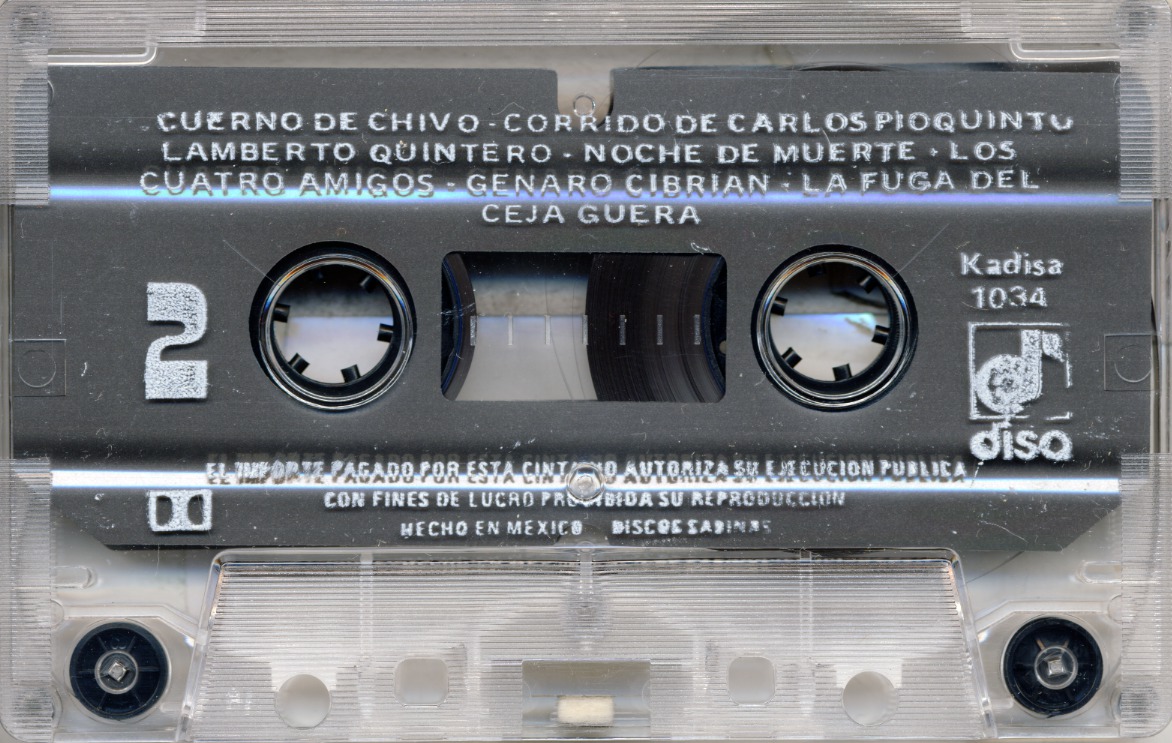 CUERNO DE CHIVO - CORRIDO DE CARLOS PIOQUINTO
LAMBERTO QUINTERO - NOCHE DE MUERTE - LOS
CUATRO AMIGOS - GENARO CIBRIAN - LA FUGA DEL
CEJA GUERA
Kadisa
1034
2
disa
EL IMPORTE PAGADO POR ESTA CINTA NO AUTORIZA SU EJECUCION PUBLICA
CON FINES DE LUCRO PROHIBIDA SU REPRODUCCION
HECHO EN MEXICO DISCOS SABINAS